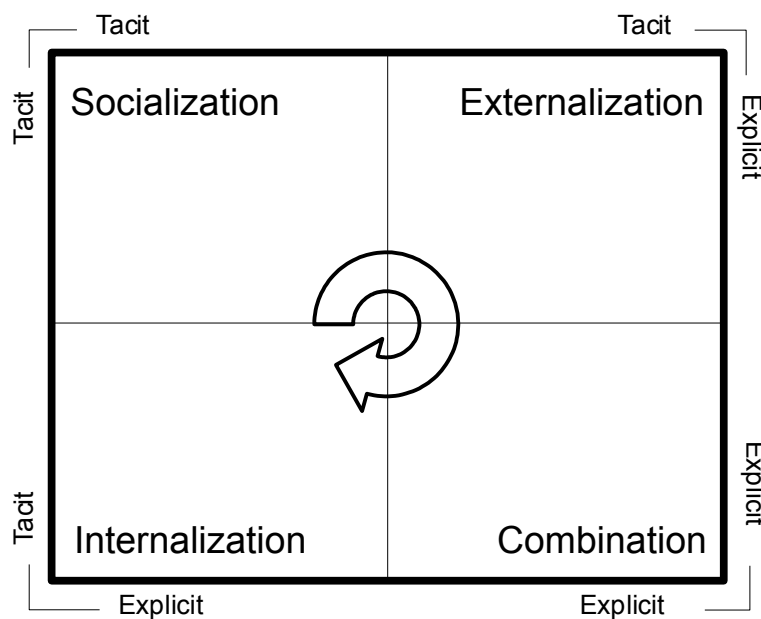 Tacit
Tacit
Tacit
Explicit
Socialization
Externalization
Tacit
Explicit
Internalization
Combination
Explicit
Explicit